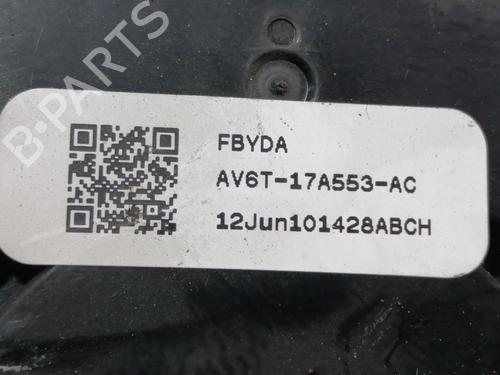 B-PARTS
FBYDA
AV6T-17A553-AC
12Jun101428ABCH